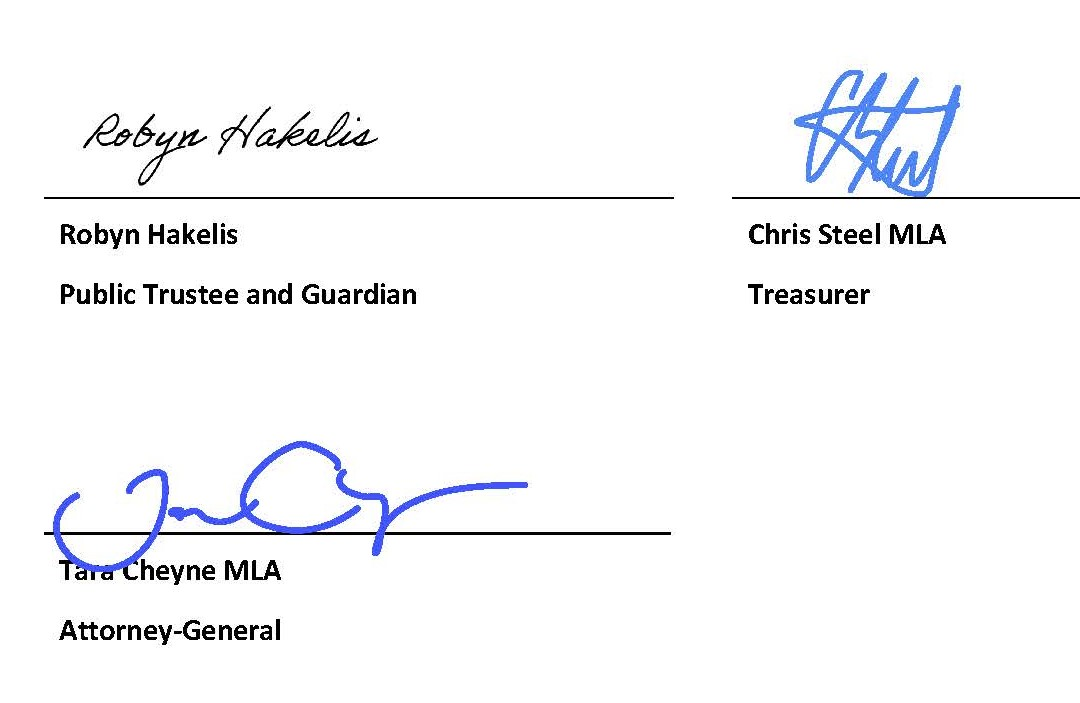 Robyn Hakelis
Robyn Hakelis
Public Trustee and Guardian
Chris Steel MLA
Treasurer
Tara Cheyne MLA
Attorney-General